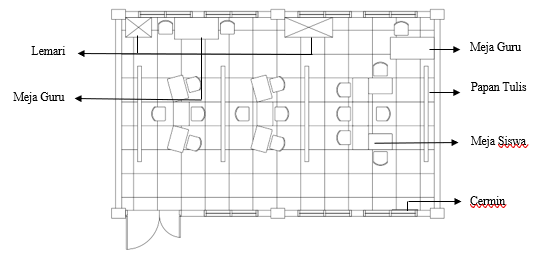 Lemari
Meja Guru
Meja Guru
Papan Tulis
Meja Siswa
Cermin